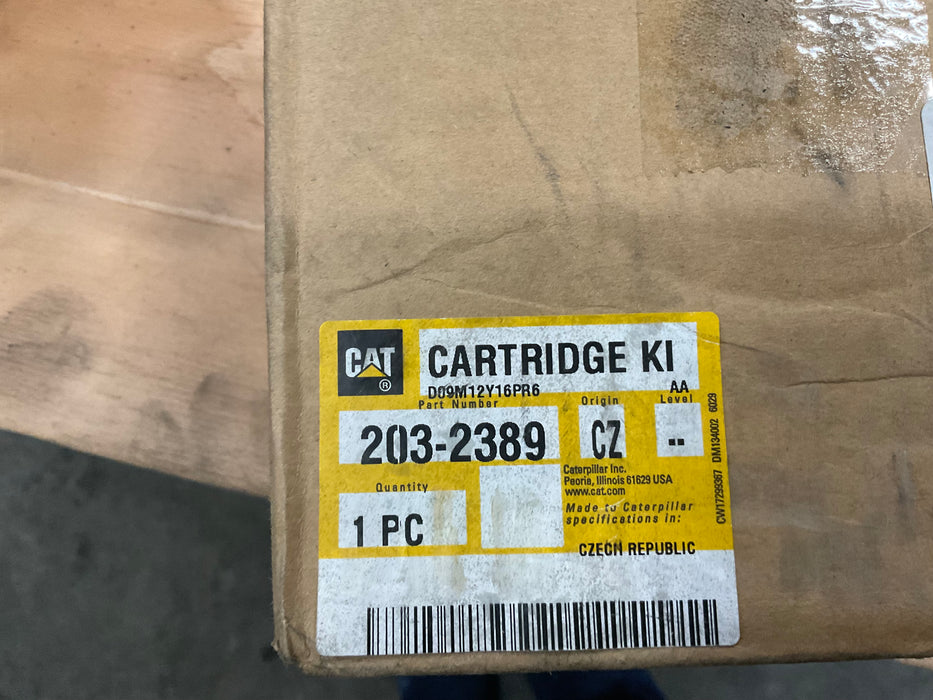 CAT ®
CARTRIDGE KI
D09M12Y16PR6 AA
Part Number Origin Level
203-2389 CZ --
Quantity
1 PC
Caterpillar Inc.
Peoria, Illinois 61629 USA
www.cat.com
Made to Caterpillar
specifications in:
CZECH REPUBLIC
CW17299367 DM134002 6029